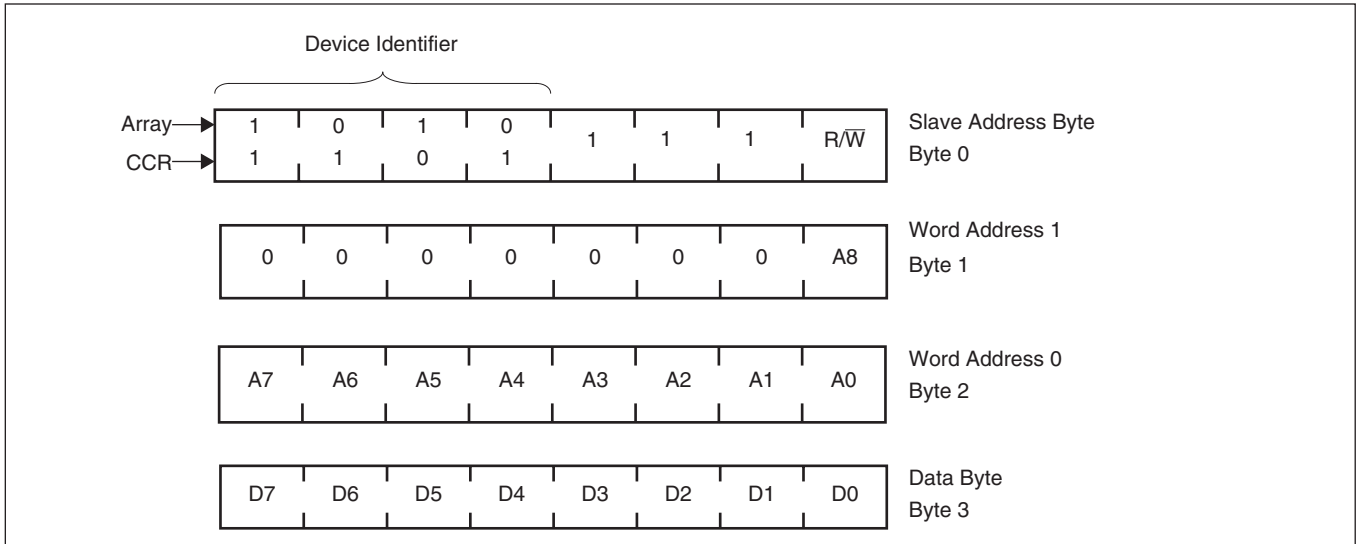 Device Identifier
Array 1 0 1 0 1 1 1 R/W̅ Slave Address Byte
CCR 1 1 0 1 Byte 0
Word Address 1
0 0 0 0 0 0 0 A8 Byte 1
Word Address 0
A7 A6 A5 A4 A3 A2 A1 A0 Byte 2
Data Byte
D7 D6 D5 D4 D3 D2 D1 D0 Byte 3